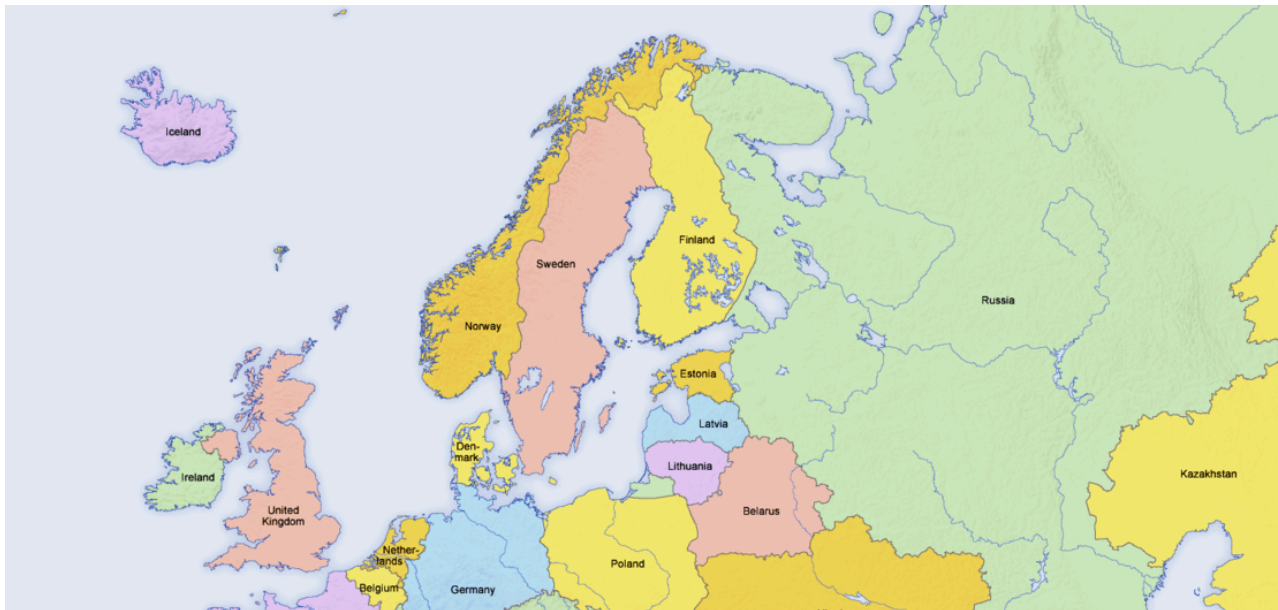 Iceland
Finland
Sweden
Russia
Norway
Estonia
Latvia
Den-
mark
Lithuania
Ireland
Kazakhstan
United
Kingdom
Belarus
Nether-
lands
Poland
Belgium
Germany